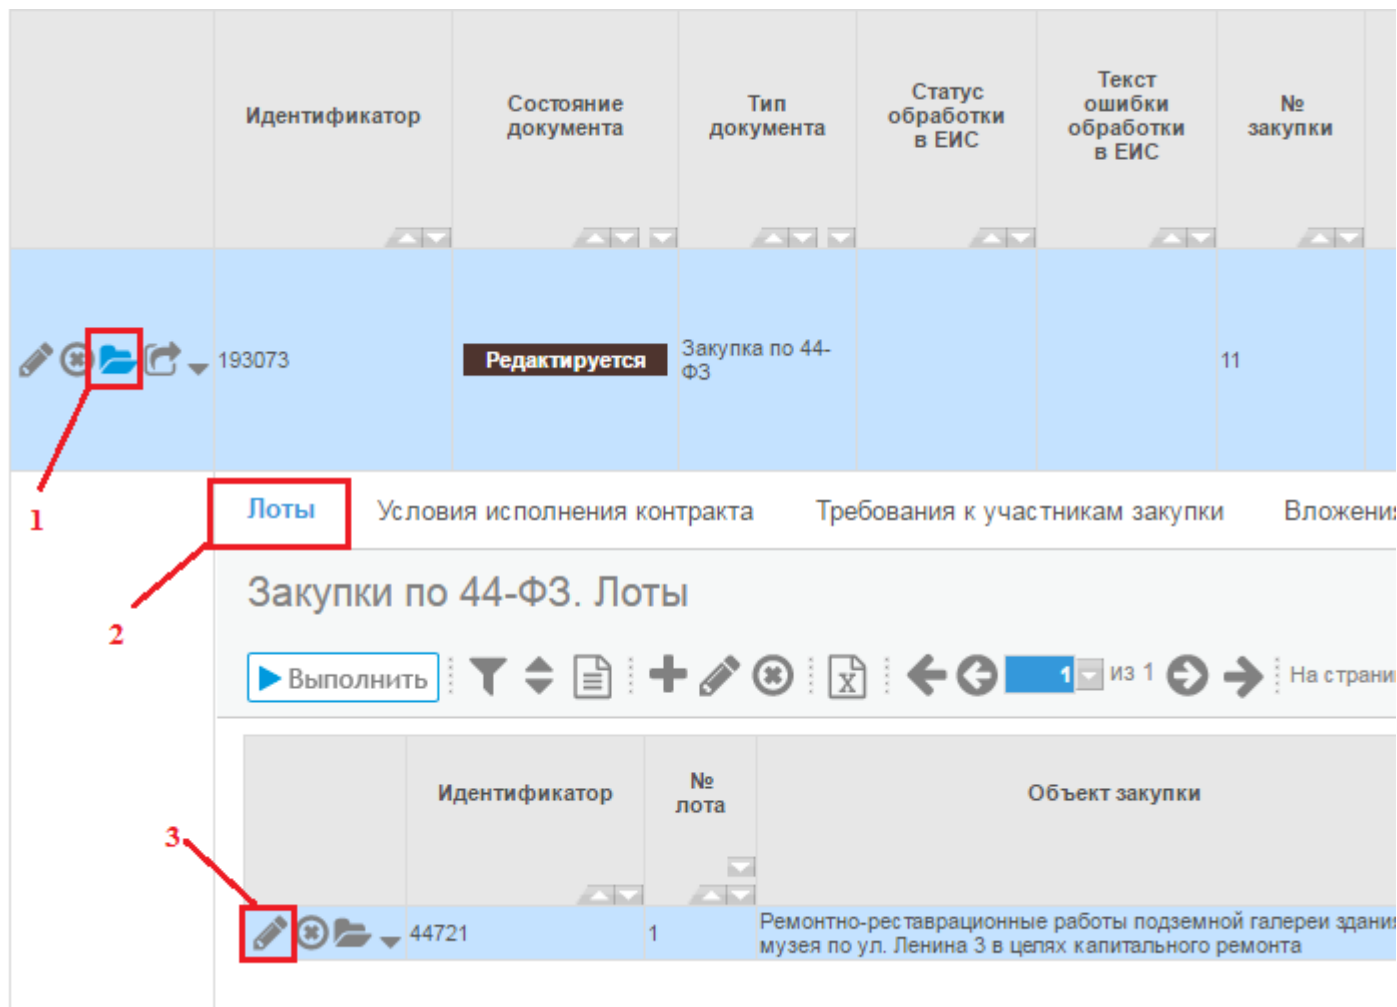 Идентификатор
Состояние
документа
Тип
документа
Статус
обработки
в ЕИС
Текст
ошибки
обработки
в ЕИС
№
закупки
193073
Редактируется
Закупка по 44-
ФЗ
11
1
Лоты
Условия исполнения контракта
Требования к участникам закупки
Вложения
2
Закупки по 44-ФЗ. Лоты
Выполнить
X
1
из 1
На страни
Идентификатор
№
лота
Объект закупки
3
44721
1
Ремонтно-реставрационные работы подземной галереи здания
музея по ул. Ленина 3 в целях капитального ремонта